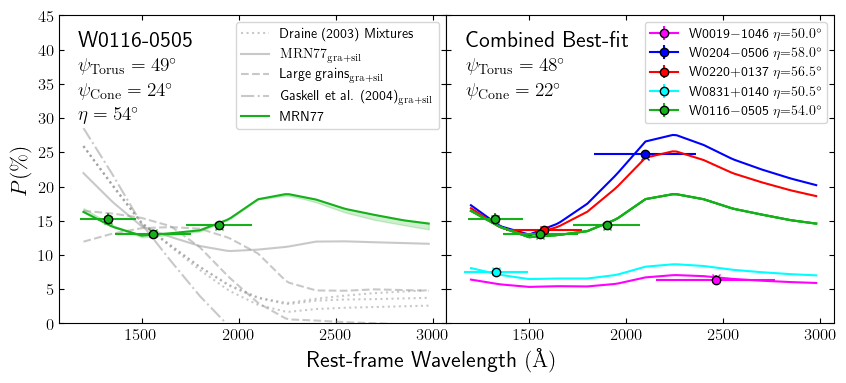 P(%)
45
40
35
30
25
20
15
10
5
0
W0116-0505
ψTorus = 49°
ψCone = 24°
η = 54°
Draine (2003) Mixtures
MRN77gra+sil
Large grainsgra+sil
Gaskell et al. (2004)gra+sil
MRN77
1500 2000 2500 3000
Combined Best-fit
ψTorus = 48°
ψCone = 22°
W0019−1046 η=50.0°
W0204−0506 η=58.0°
W0220+0137 η=56.5°
W0831+0140 η=50.5°
W0116−0505 η=54.0°
1500 2000 2500 3000
Rest-frame Wavelength (Å)